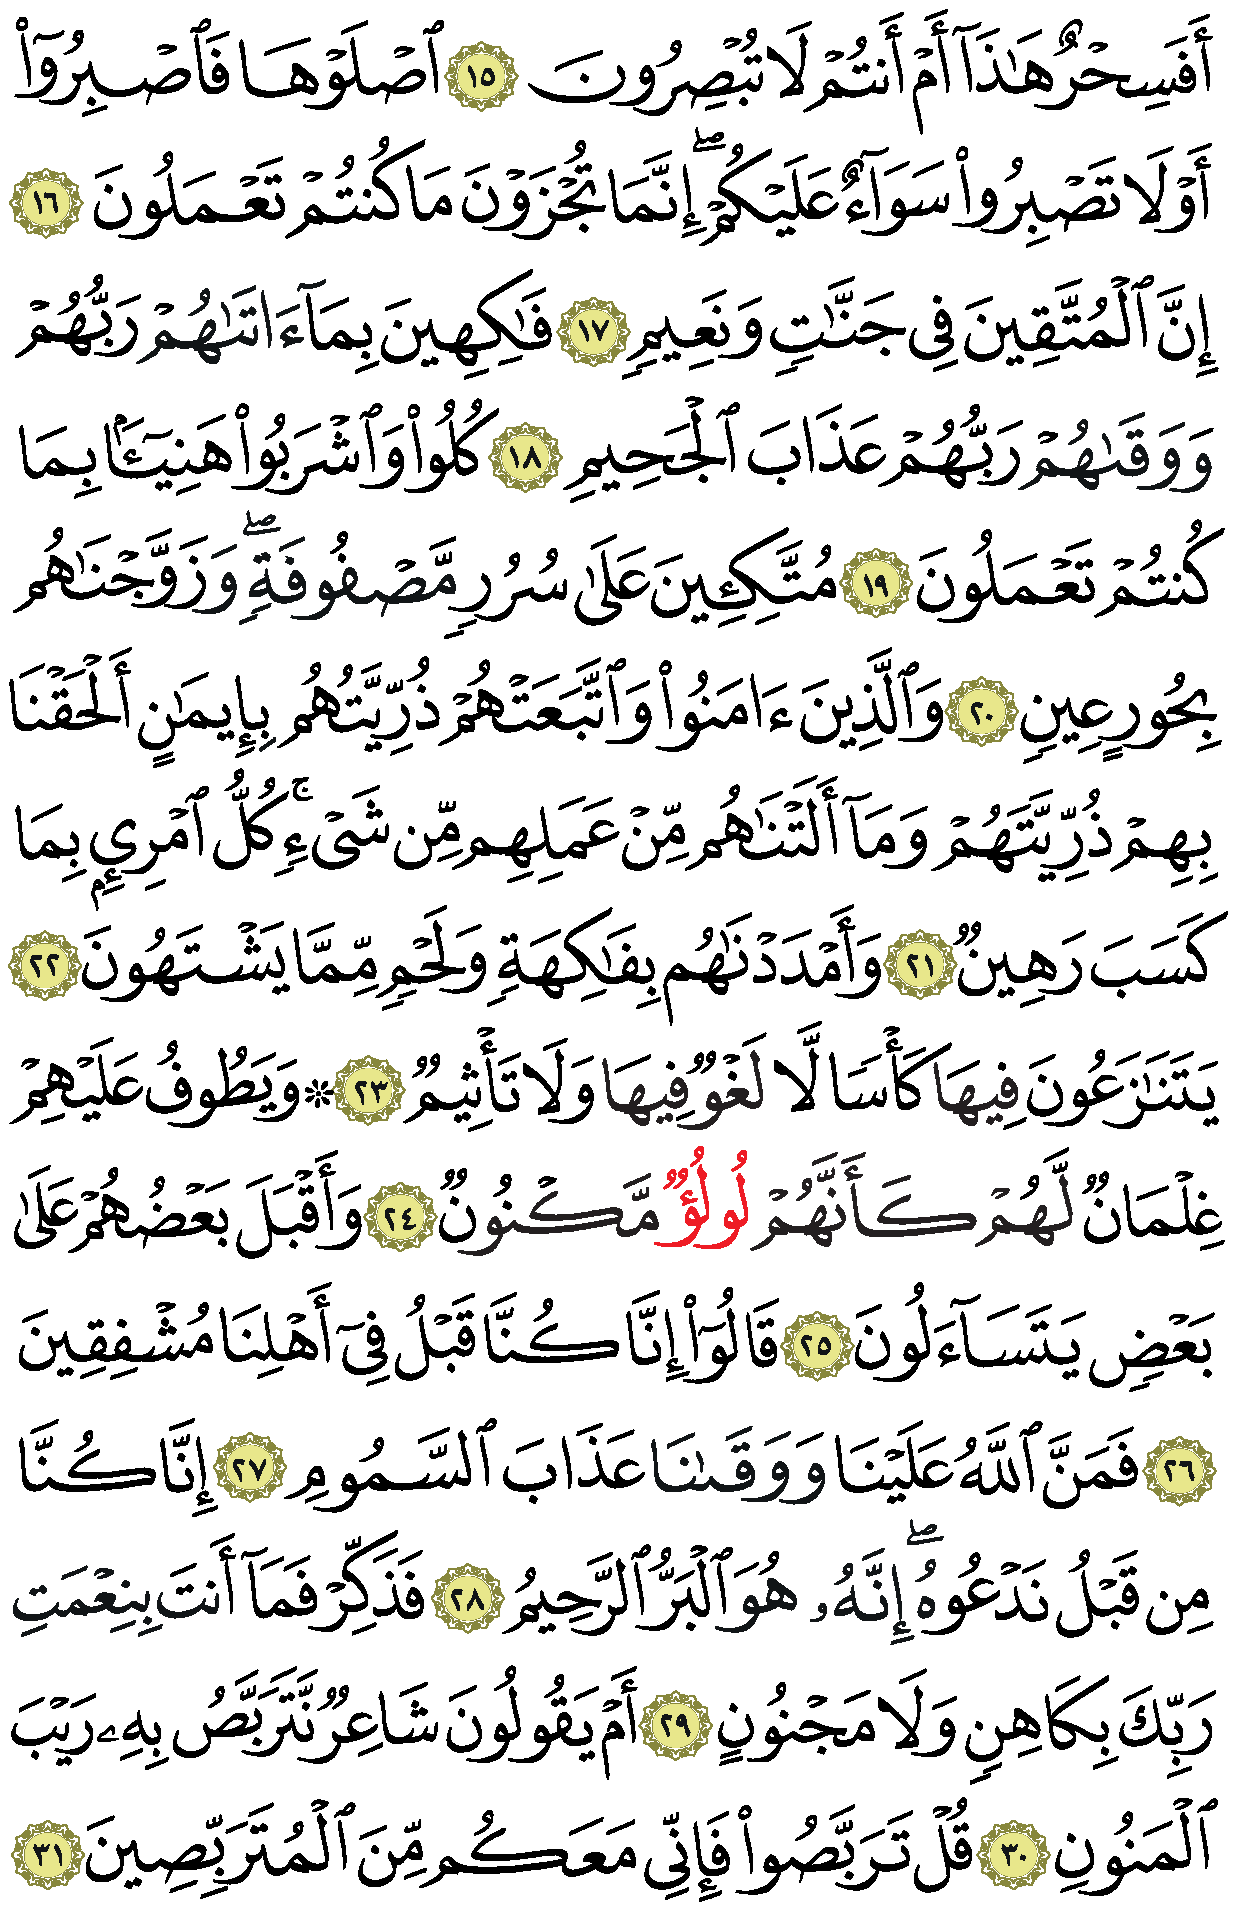 أَفَسِحْرٌ هَٰذَآ أَمْ أَنتُمْ لَا تُبْصِرُونَ ١٥ ٱصْلَوْهَا فَٱصْبِرُوٓا۟
أَوْ لَا تَصْبِرُوا۟ سَوَآءٌ عَلَيْكُمْ ۖ إِنَّمَا تُجْزَوْنَ مَا كُنتُمْ تَعْمَلُونَ ١٦
إِنَّ ٱلْمُتَّقِينَ فِى جَنَّٰتٍ وَنَعِيمٍ ١٧ فَٰكِهِينَ بِمَآ ءَاتَىٰهُمْ رَبُّهُمْ
وَوَقَىٰهُمْ رَبُّهُمْ عَذَابَ ٱلْجَحِيمِ ١٨ كُلُوا۟ وَٱشْرَبُوا۟ هَنِيٓـًٔۢا بِمَا
كُنتُمْ تَعْمَلُونَ ١٩ مُتَّكِـِٔينَ عَلَىٰ سُرُرٍ مَّصْفُوفَةٍ ۖ وَزَوَّجْنَٰهُم
بِحُورٍ عِينٍ ٢٠ وَٱلَّذِينَ ءَامَنُوا۟ وَٱتَّبَعَتْهُمْ ذُرِّيَّتُهُم بِإِيمَٰنٍ أَلْحَقْنَا
بِهِمْ ذُرِّيَّتَهُمْ وَمَآ أَلَتْنَٰهُم مِّنْ عَمَلِهِم مِّن شَىْءٍ ۚ كُلُّ ٱمْرِئٍۭ بِمَا
كَسَبَ رَهِينٌ ٢١ وَأَمْدَدْنَٰهُم بِفَٰكِهَةٍ وَلَحْمٍ مِّمَّا يَشْتَهُونَ ٢٢
يَتَنَٰزَعُونَ فِيهَا كَأْسًا لَّا لَغْوٌ فِيهَا وَلَا تَأْثِيمٌ ٢٣ ۞ وَيَطُوفُ عَلَيْهِمْ
غِلْمَانٌ لَّهُمْ كَأَنَّهُمْ لُؤْلُؤٌ مَّكْنُونٌ ٢٤ وَأَقْبَلَ بَعْضُهُمْ عَلَىٰ
بَعْضٍ يَتَسَآءَلُونَ ٢٥ قَالُوٓا۟ إِنَّا كُنَّا قَبْلُ فِىٓ أَهْلِنَا مُشْفِقِينَ
٢٦ فَمَنَّ ٱللَّهُ عَلَيْنَا وَوَقَىٰنَا عَذَابَ ٱلسَّمُومِ ٢٧ إِنَّا كُنَّا
مِن قَبْلُ نَدْعُوهُ ۖ إِنَّهُۥ هُوَ ٱلْبَرُّ ٱلرَّحِيمُ ٢٨ فَذَكِّرْ فَمَآ أَنتَ بِنِعْمَتِ
رَبِّكَ بِكَاهِنٍ وَلَا مَجْنُونٍ ٢٩ أَمْ يَقُولُونَ شَاعِرٌ نَّتَرَبَّصُ بِهِۦ رَيْبَ
ٱلْمَنُونِ ٣٠ قُلْ تَرَبَّصُوا۟ فَإِنِّى مَعَكُم مِّنَ ٱلْمُتَرَبِّصِينَ ٣١